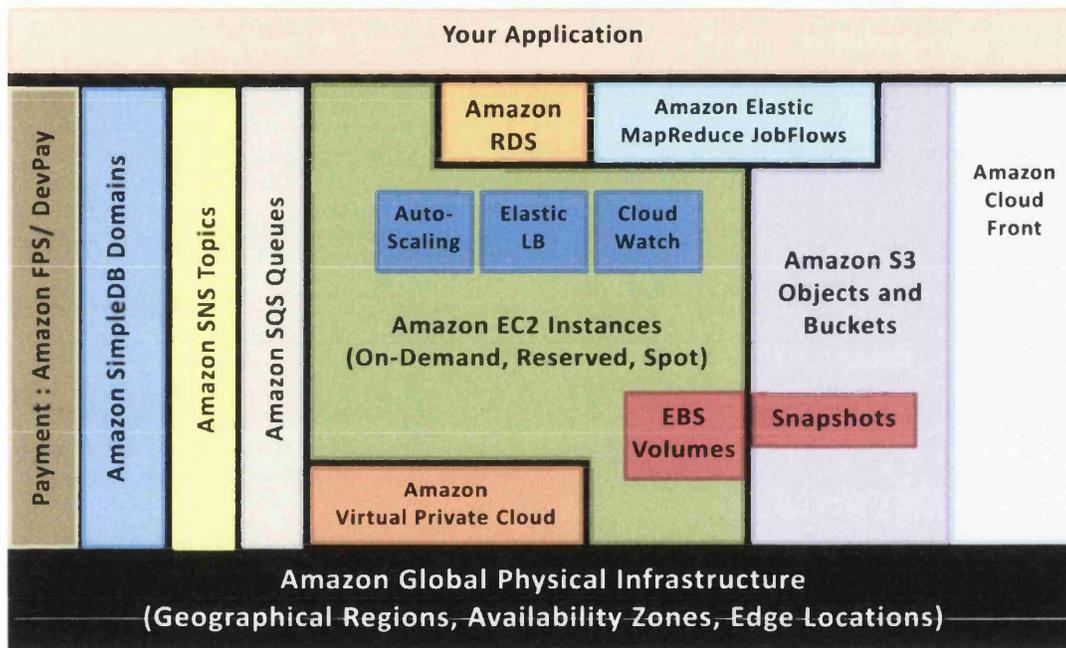 Your Application
Payment : Amazon FPS/ DevPay
Amazon SimpleDB Domains
Amazon SNS Topics
Amazon SQS Queues
Amazon
RDS
Amazon Elastic
MapReduce JobFlows
Auto-
Scaling
Elastic
LB
Cloud
Watch
Amazon EC2 Instances
(On-Demand, Reserved, Spot)
EBS
Volumes
Amazon
Virtual Private Cloud
Amazon S3
Objects and
Buckets
Snapshots
Amazon
Cloud
Front
Amazon Global Physical Infrastructure
(Geographical Regions, Availability Zones, Edge Locations)